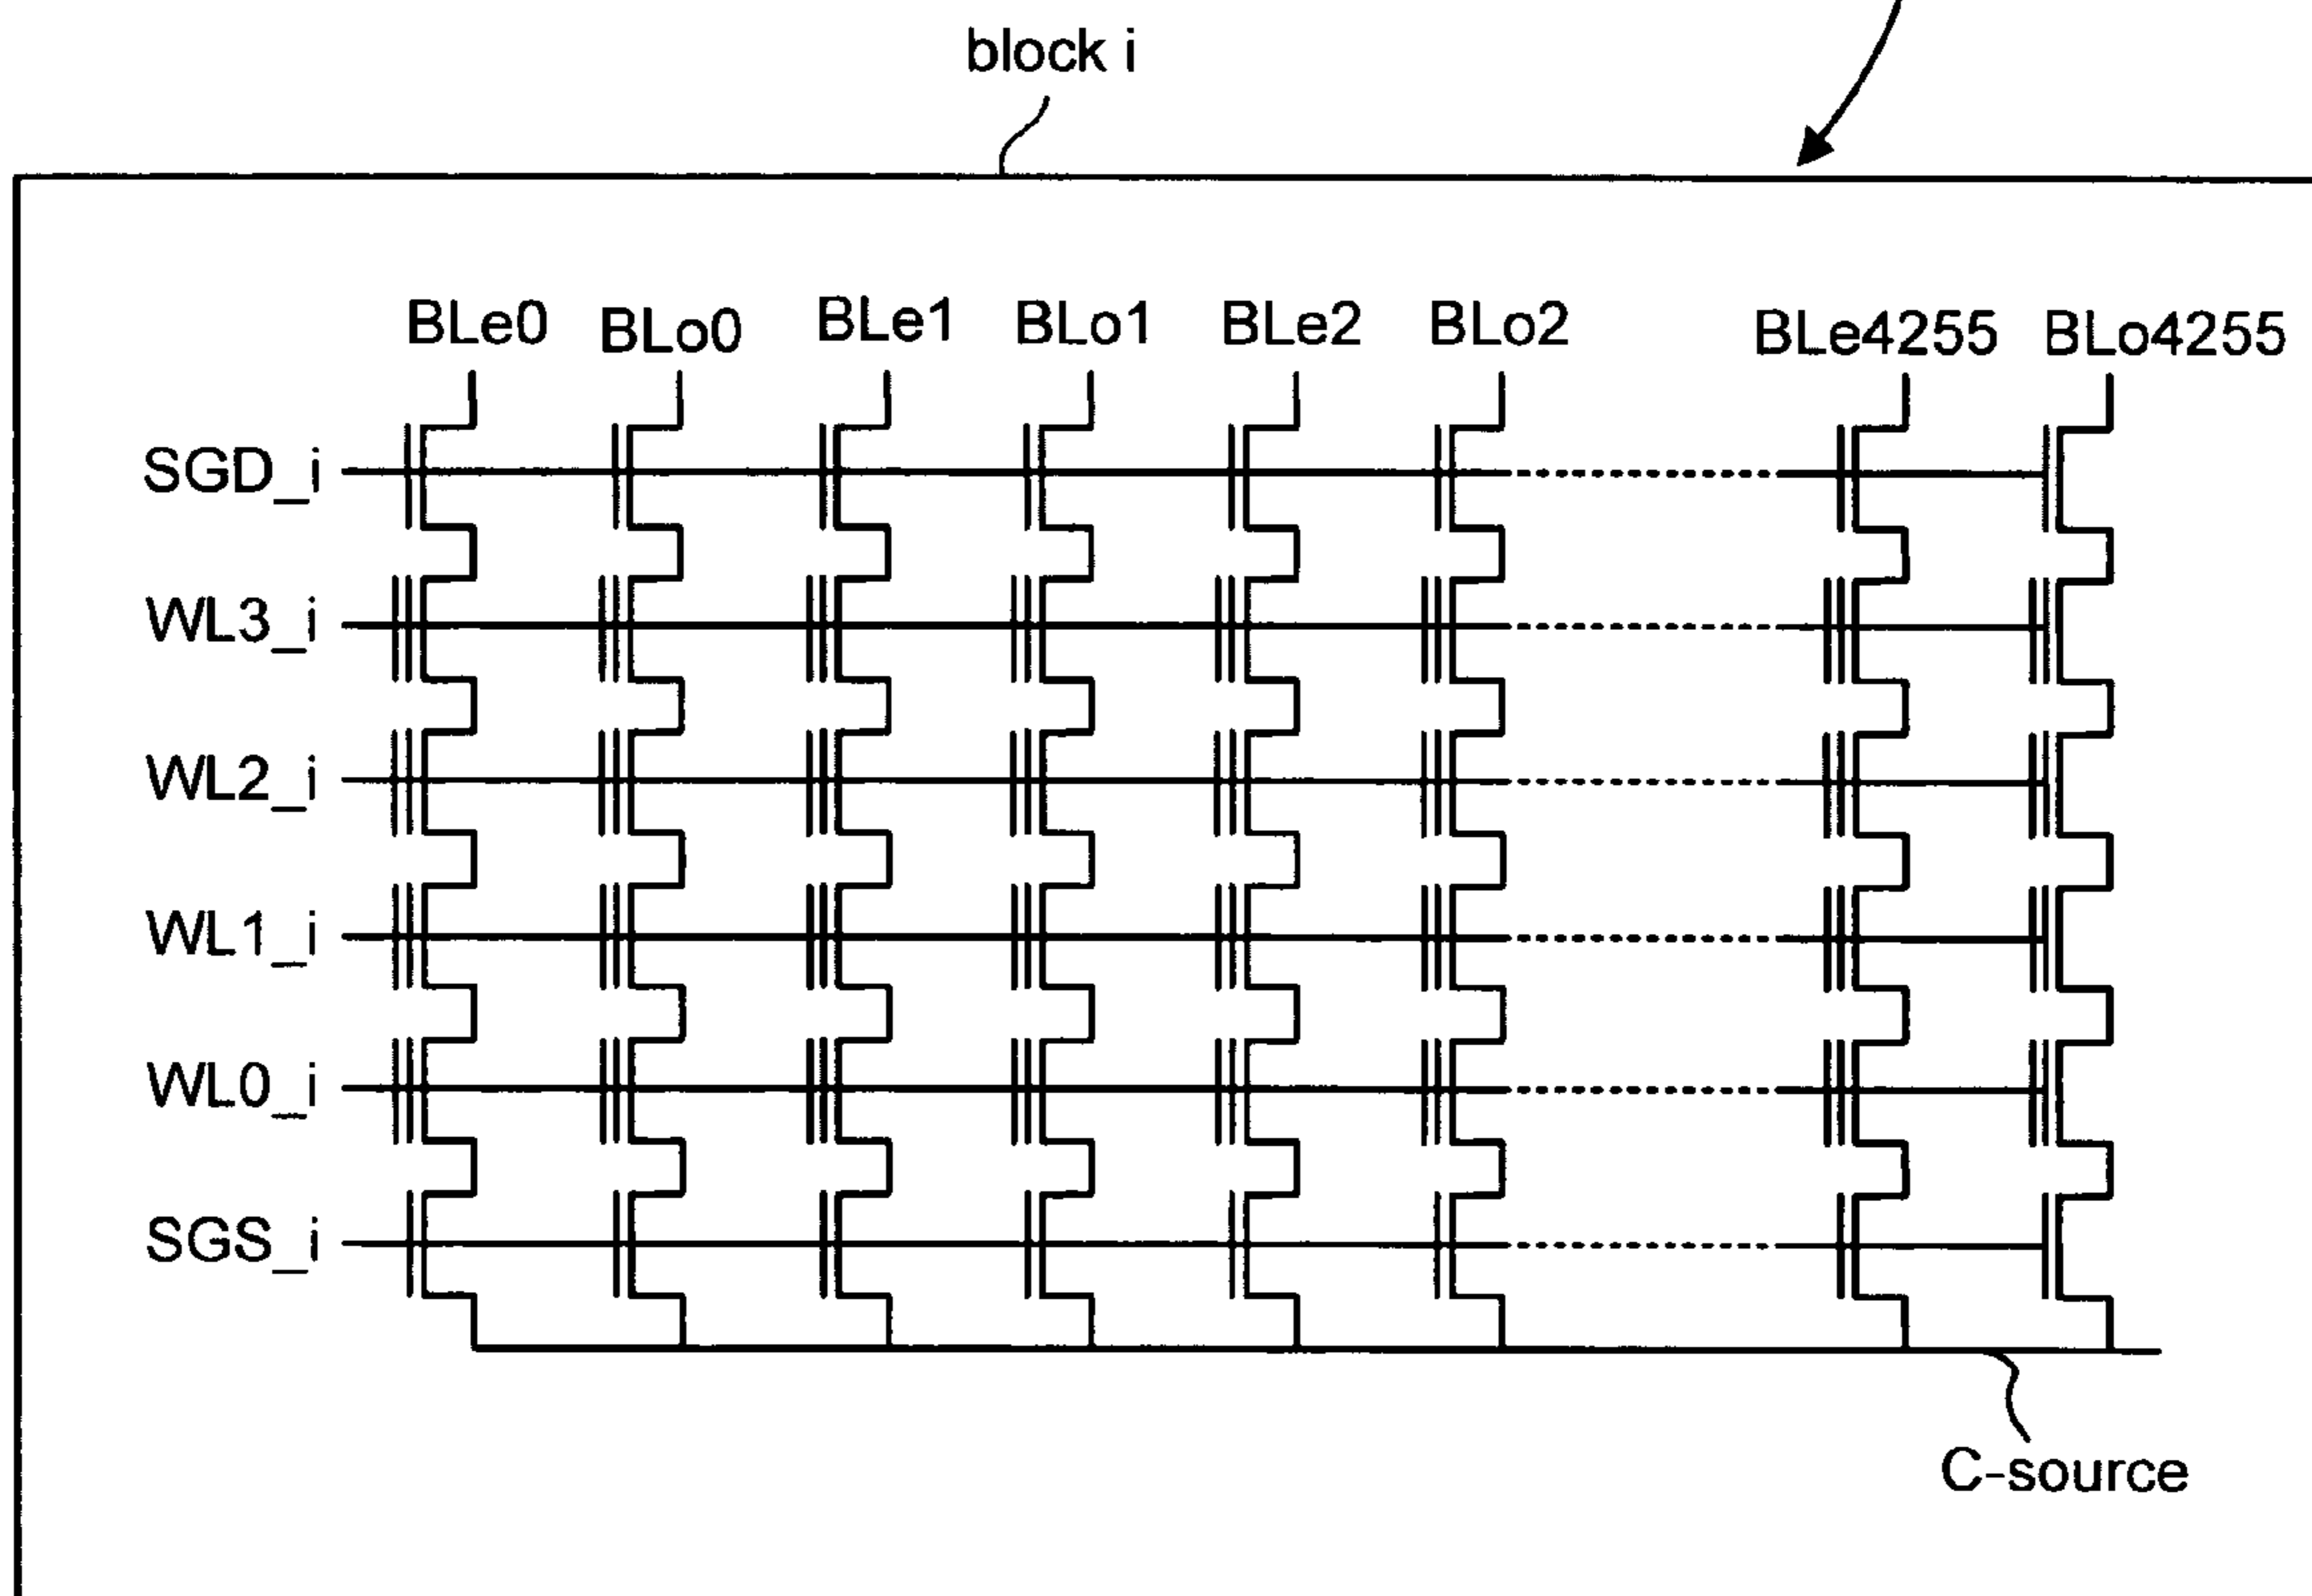 block i
BLe0 BLo0 BLe1 BLo1 BLe2 BLo2 BLe4255 BLo4255
SGD_i
WL3_i
WL2_i
WL1_i
WL0_i
SGS_i
C-source